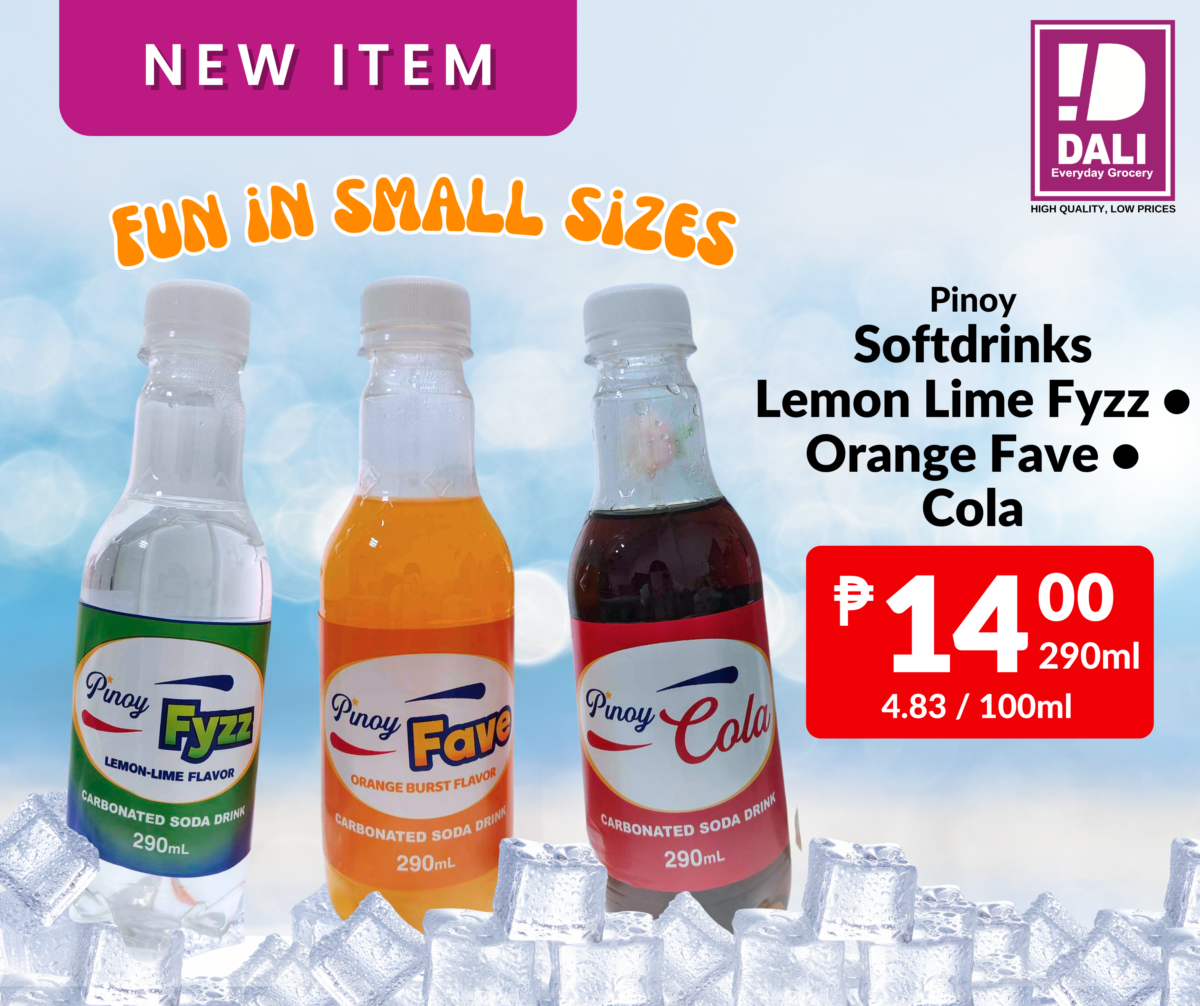 NEW ITEM
!D
DALI
Everyday Grocery
HIGH QUALITY, LOW PRICES
FUN iN SMALL SiZES
Pinoy
Softdrinks
Lemon Lime Fyzz ●
Orange Fave ●
Cola
₱14.00
290ml
4.83 / 100ml
Pinoy
Fyzz
LEMON-LIME FLAVOR
CARBONATED SODA DRINK
290mL
Pinoy
Fave
ORANGE BURST FLAVOR
CARBONATED SODA DRINK
290mL
Pinoy
Cola
CARBONATED SODA DRINK
290mL